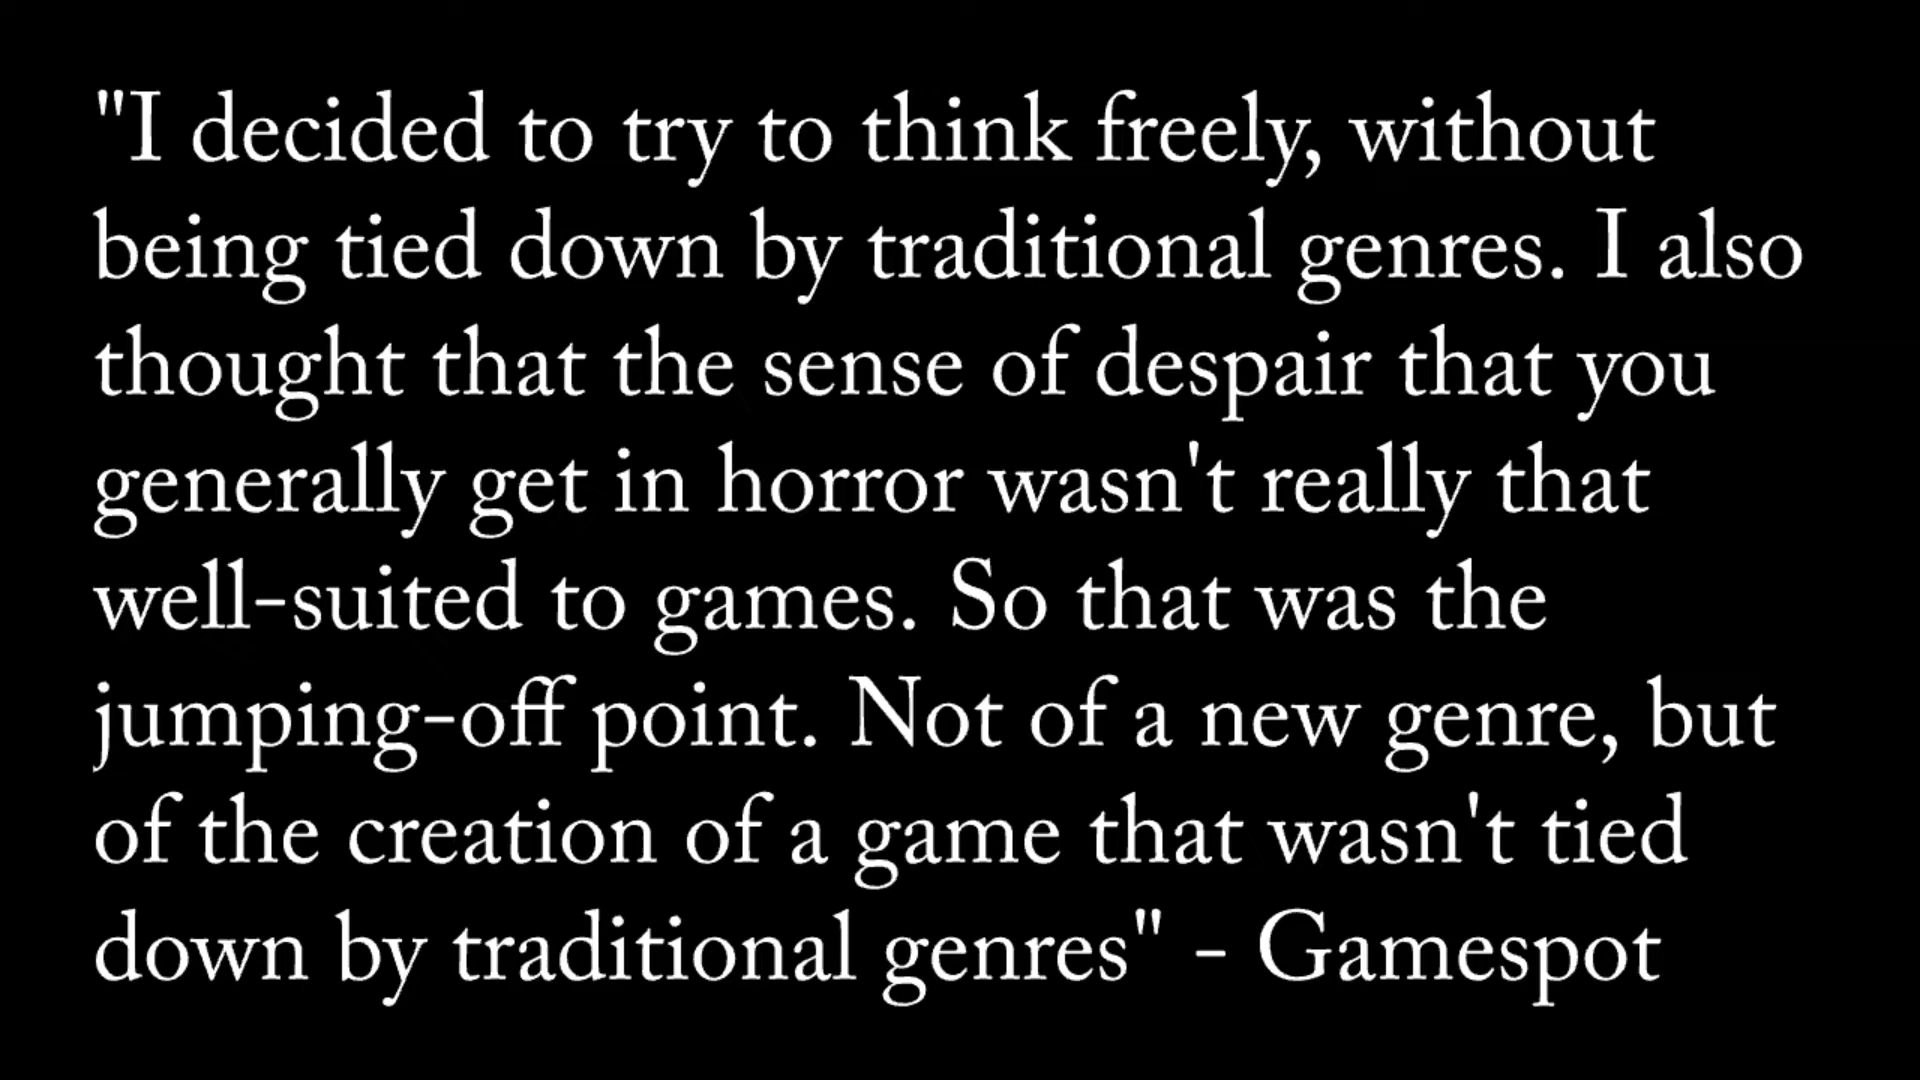 "I decided to try to think freely, without
being tied down by traditional genres. I also
thought that the sense of despair that you
generally get in horror wasn't really that
well-suited to games. So that was the
jumping-off point. Not of a new genre, but
of the creation of a game that wasn't tied
down by traditional genres" - Gamespot